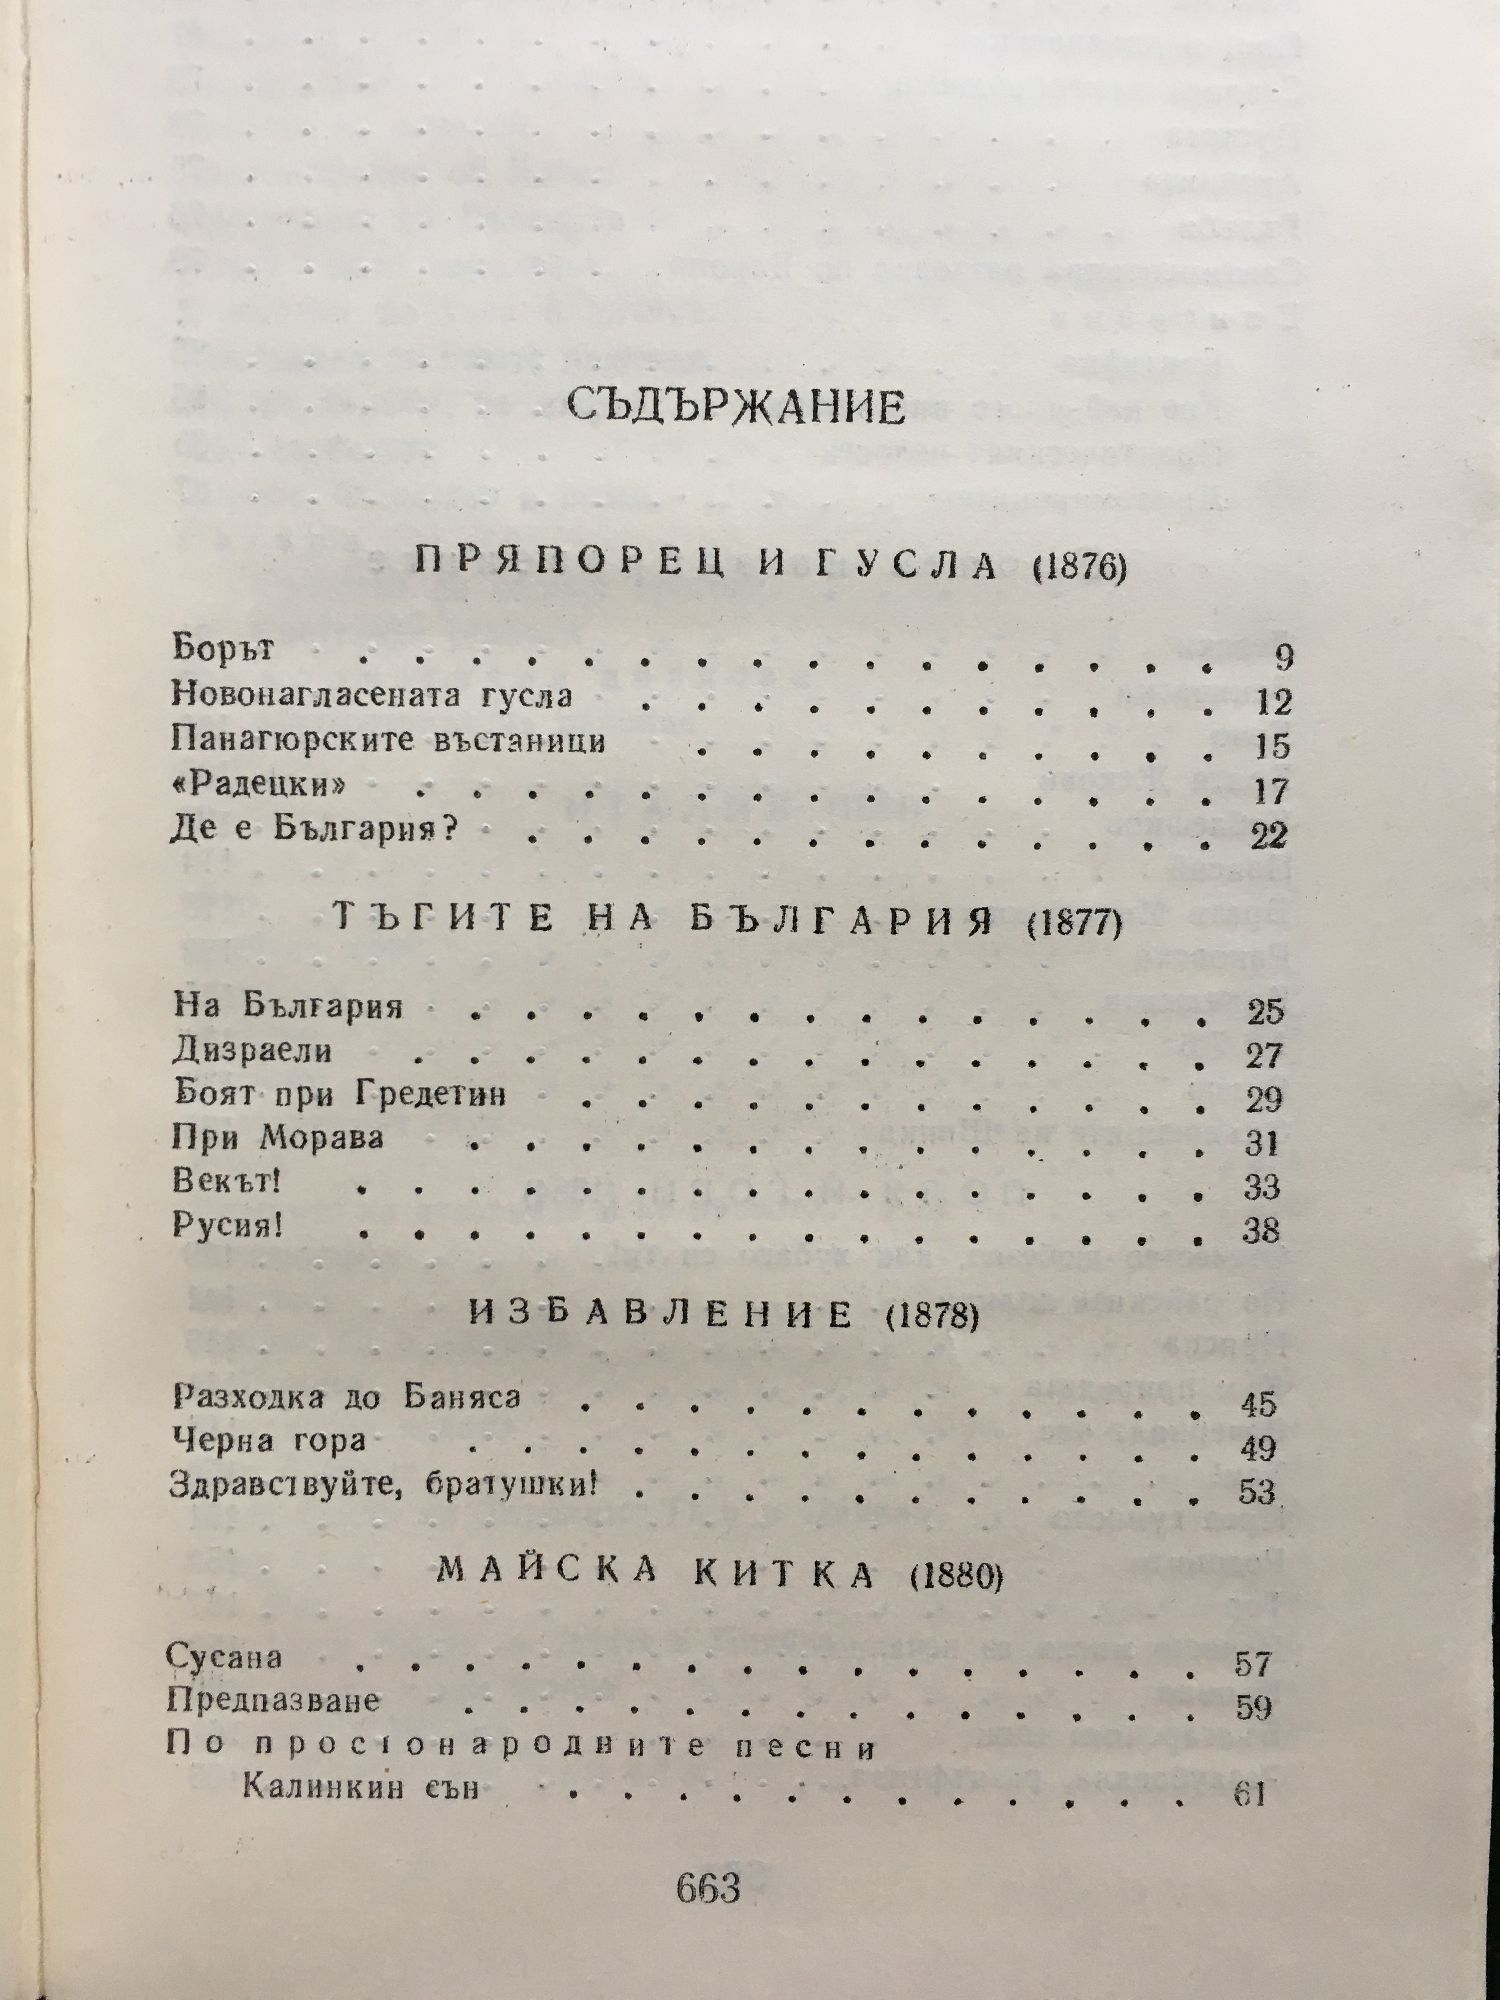 СЪДЪРЖАНИЕ
ПРЯПОРЕЦ И ГУСЛА (1876)
Борът . . . . . . . . . . . . . . . . 9
Новонагласената гусла . . . . . . . . . . . 12
Панагюрските въстаници . . . . . . . . . . 15
«Радецки» . . . . . . . . . . . . . . . 17
Де е България? . . . . . . . . . . . . . 22
ТЪГИТЕ НА БЪЛГАРИЯ (1877)
На България . . . . . . . . . . . . . . 25
Дизраели . . . . . . . . . . . . . . . 27
Боят при Гредетин . . . . . . . . . . . . 29
При Морава . . . . . . . . . . . . . . 31
Векът! . . . . . . . . . . . . . . . . 33
Русия! . . . . . . . . . . . . . . . . 38
ИЗБАВЛЕНИЕ (1878)
Разходка до Баняса . . . . . . . . . . . . 45
Черна гора . . . . . . . . . . . . . . 49
Здравствуйте, братушки! . . . . . . . . . . . 53
МАЙСКА КИТКА (1880)
Сусана . . . . . . . . . . . . . . . . 57
Предпазване . . . . . . . . . . . . . . 59
По простонародните песни
Калинкин сън . . . . . . . . . . . . 61
663